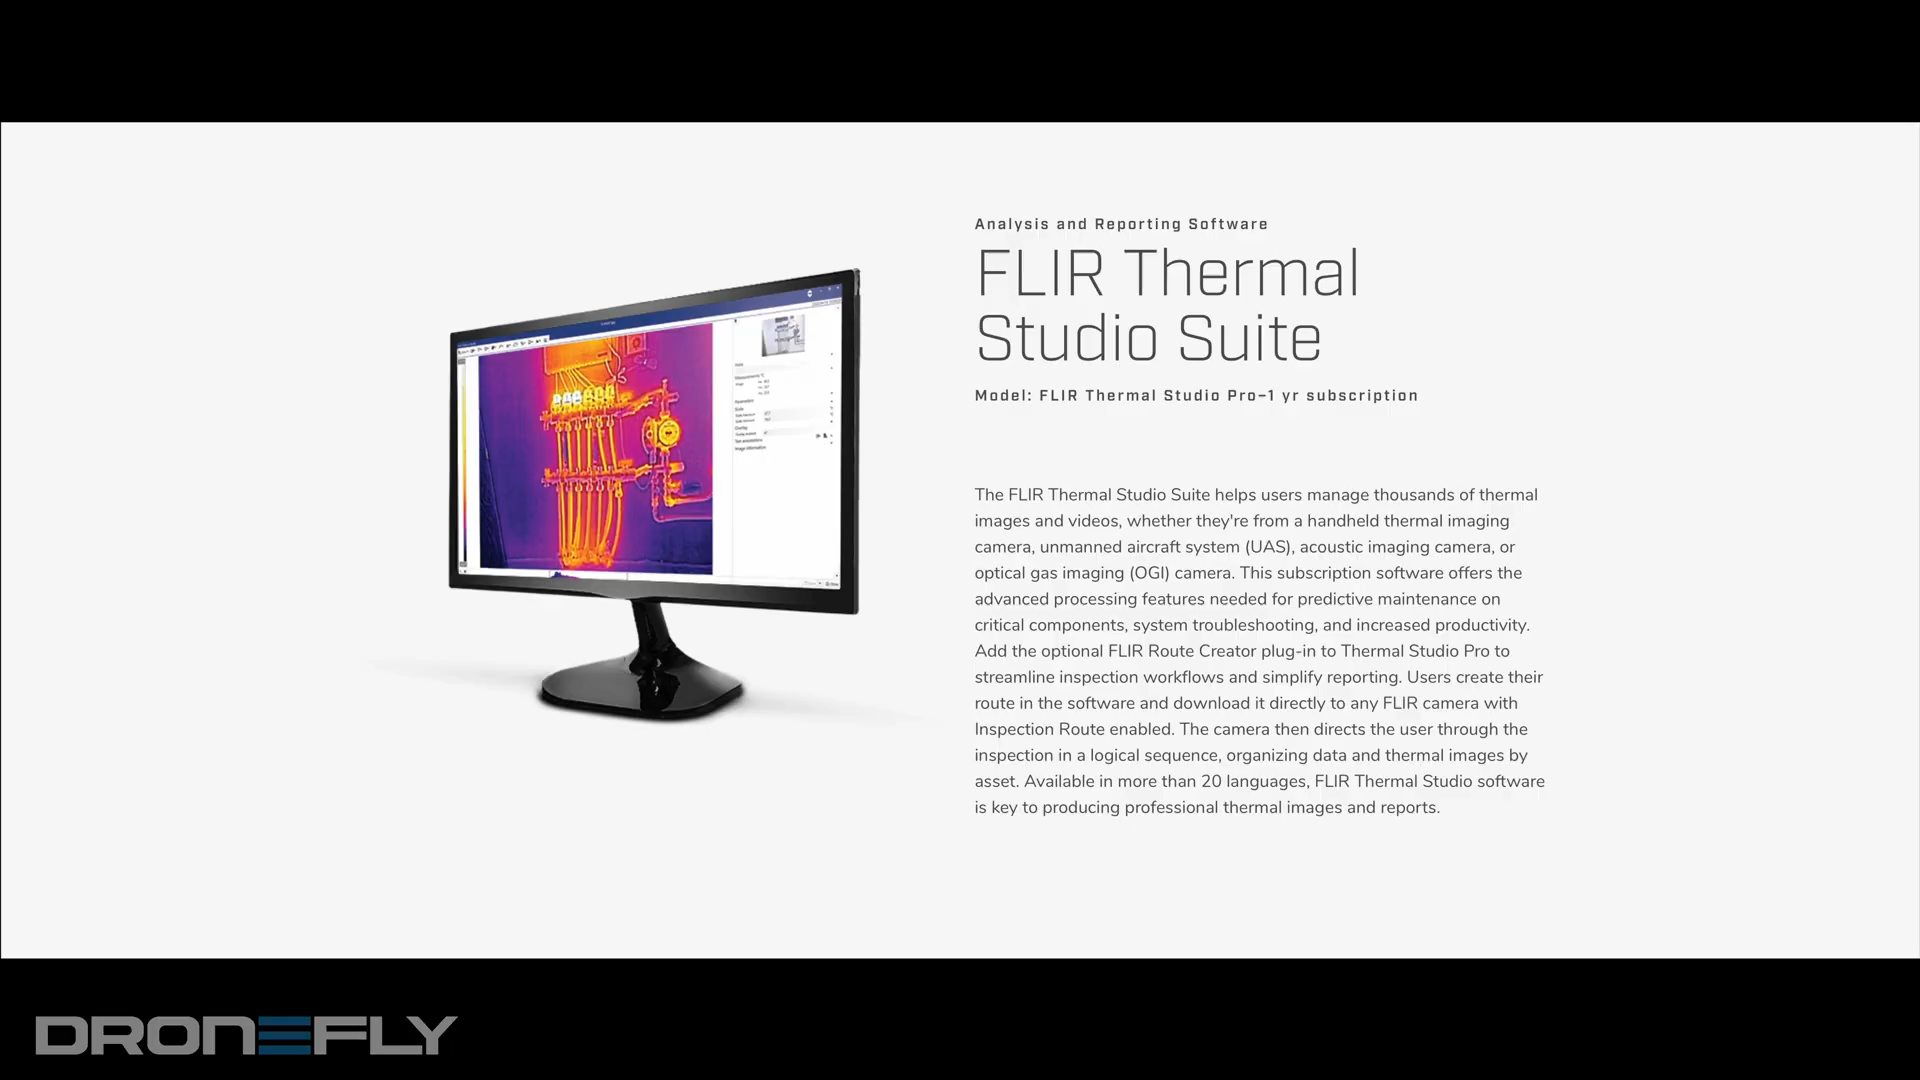 Analysis and Reporting Software
FLIR Thermal
Studio Suite
Model: FLIR Thermal Studio Pro–1 yr subscription
The FLIR Thermal Studio Suite helps users manage thousands of thermal
images and videos, whether they're from a handheld thermal imaging
camera, unmanned aircraft system (UAS), acoustic imaging camera, or
optical gas imaging (OGI) camera. This subscription software offers the
advanced processing features needed for predictive maintenance on
critical components, system troubleshooting, and increased productivity.
Add the optional FLIR Route Creator plug-in to Thermal Studio Pro to
streamline inspection workflows and simplify reporting. Users create their
route in the software and download it directly to any FLIR camera with
Inspection Route enabled. The camera then directs the user through the
inspection in a logical sequence, organizing data and thermal images by
asset. Available in more than 20 languages, FLIR Thermal Studio software
is key to producing professional thermal images and reports.
DRONEFLY